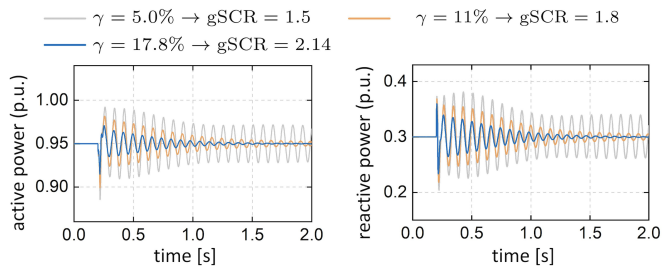 γ = 5.0% → gSCR = 1.5
γ = 11% → gSCR = 1.8
γ = 17.8% → gSCR = 2.14
active power (p.u.)
1.00
0.95
0.90
0.0 0.5 1.0 1.5 2.0
time [s]
reactive power (p.u.)
0.4
0.3
0.2
0.0 0.5 1.0 1.5 2.0
time [s]